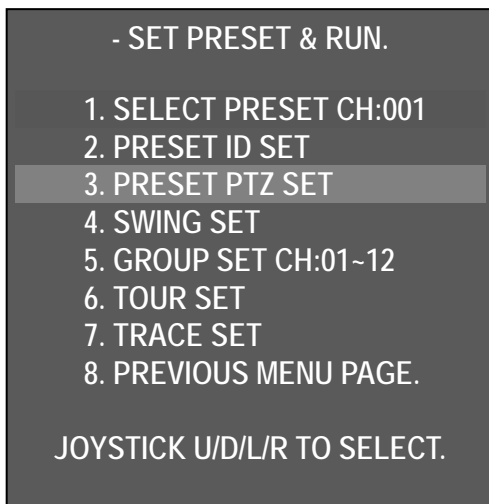 - SET PRESET & RUN.
1. SELECT PRESET CH:001
2. PRESET ID SET
3. PRESET PTZ SET
4. SWING SET
5. GROUP SET CH:01~12
6. TOUR SET
7. TRACE SET
8. PREVIOUS MENU PAGE.
JOYSTICK U/D/L/R TO SELECT.